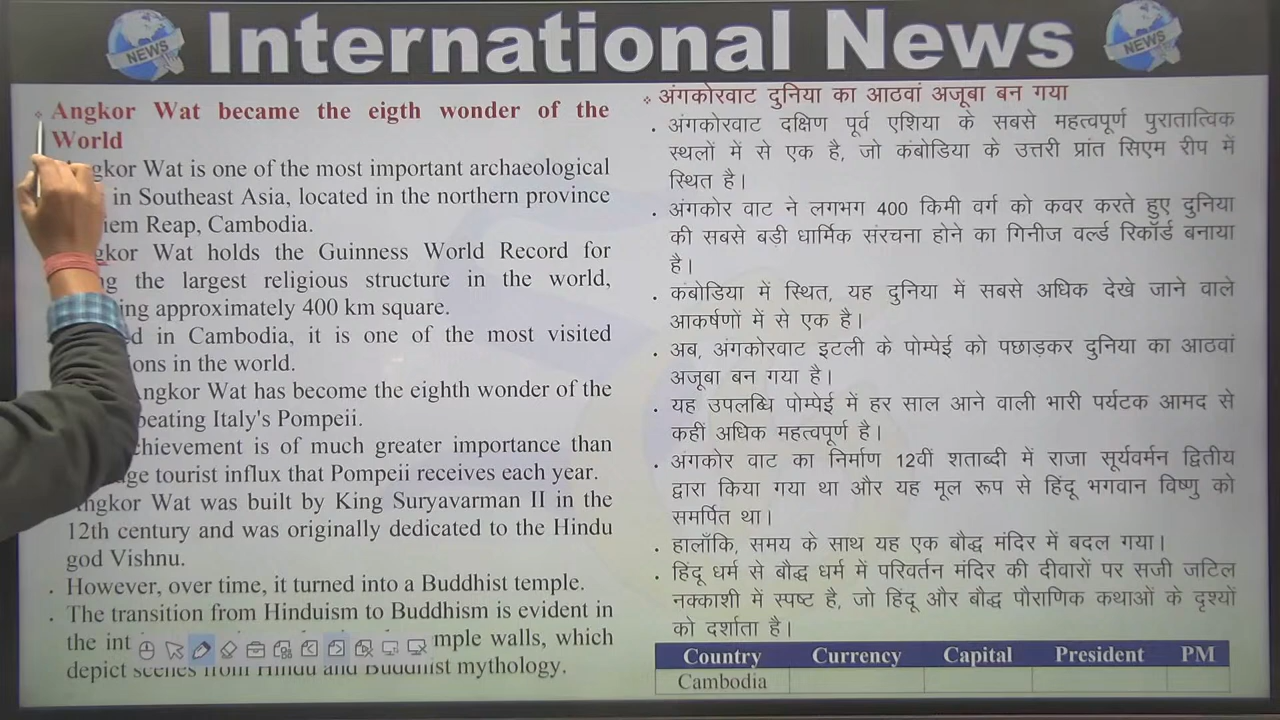 NEWS
International News
NEWS
Angkor Wat became the eigth wonder of the
World
gkor Wat is one of the most important archaeological
in Southeast Asia, located in the northern province
iem Reap, Cambodia.
gkor Wat holds the Guinness World Record for
the largest religious structure in the world,
ing approximately 400 km square.
d in Cambodia, it is one of the most visited
ons in the world.
Angkor Wat has become the eighth wonder of the
beating Italy's Pompeii.
chievement is of much greater importance than
ge tourist influx that Pompeii receives each year.
Angkor Wat was built by King Suryavarman II in the
12th century and was originally dedicated to the Hindu
god Vishnu.
However, over time, it turned into a Buddhist temple.
The transition from Hinduism to Buddhism is evident in
the int mple walls, which
depict scenes from Hindu and Buddhist mythology.
अंगकोरवाट दुनिया का आठवां अजूबा बन गया
अंगकोरवाट दक्षिण पूर्व एशिया के सबसे महत्वपूर्ण पुरातात्विक
स्थलों में से एक है, जो कंबोडिया के उत्तरी प्रांत सिएम रीप में
स्थित है।
अंगकोर वाट ने लगभग 400 किमी वर्ग को कवर करते हुए दुनिया
की सबसे बड़ी धार्मिक संरचना होने का गिनीज वर्ल्ड रिकॉर्ड बनाया
है।
कंबोडिया में स्थित, यह दुनिया में सबसे अधिक देखे जाने वाले
आकर्षणों में से एक है।
अब, अंगकोरवाट इटली के पोम्पेई को पछाड़कर दुनिया का आठवां
अजूबा बन गया है।
यह उपलब्धि पोम्पेई में हर साल आने वाली भारी पर्यटक आमद से
कहीं अधिक महत्वपूर्ण है।
अंगकोर वाट का निर्माण 12वीं शताब्दी में राजा सूर्यवर्मन द्वितीय
द्वारा किया गया था और यह मूल रूप से हिंदू भगवान विष्णु को
समर्पित था।
हालाँकि, समय के साथ यह एक बौद्ध मंदिर में बदल गया।
हिंदू धर्म से बौद्ध धर्म में परिवर्तन मंदिर की दीवारों पर सजी जटिल
नक्काशी में स्पष्ट है, जो हिंदू और बौद्ध पौराणिक कथाओं के दृश्यों
को दर्शाता है।
Country Currency Capital President PM
Cambodia